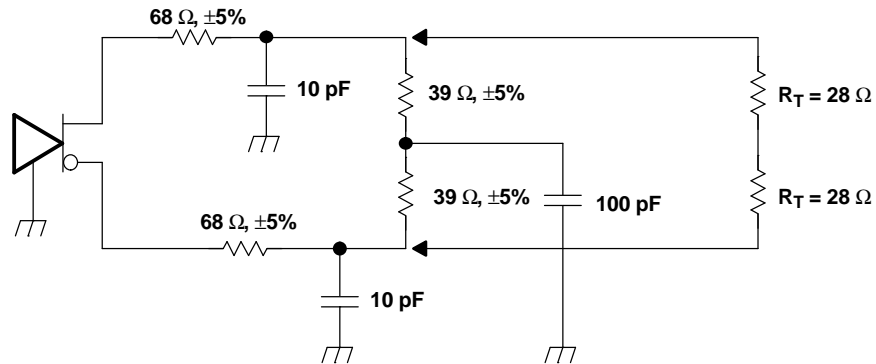 68 Ω, ±5%
10 pF
39 Ω, ±5%
R_T = 28 Ω
39 Ω, ±5%
100 pF
R_T = 28 Ω
68 Ω, ±5%
10 pF